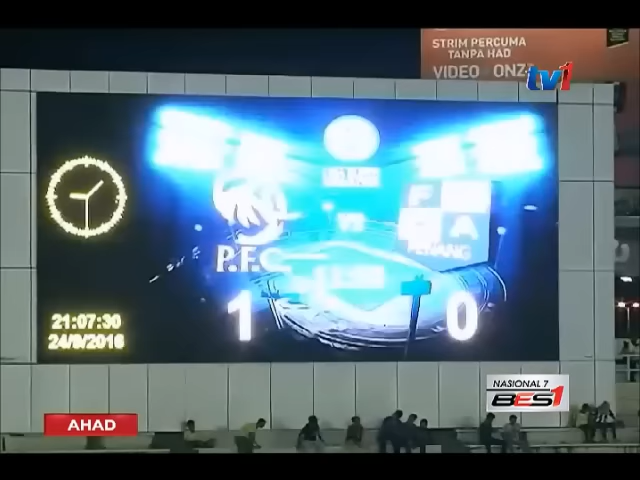 STRIM PERCUMA
TANPA HAD
VIDEO ONZ
tv1
VS
F
A
PENANG
P.F.C
1 0
21:07:30
24/9/2016
NASIONAL 7
BES1
AHAD